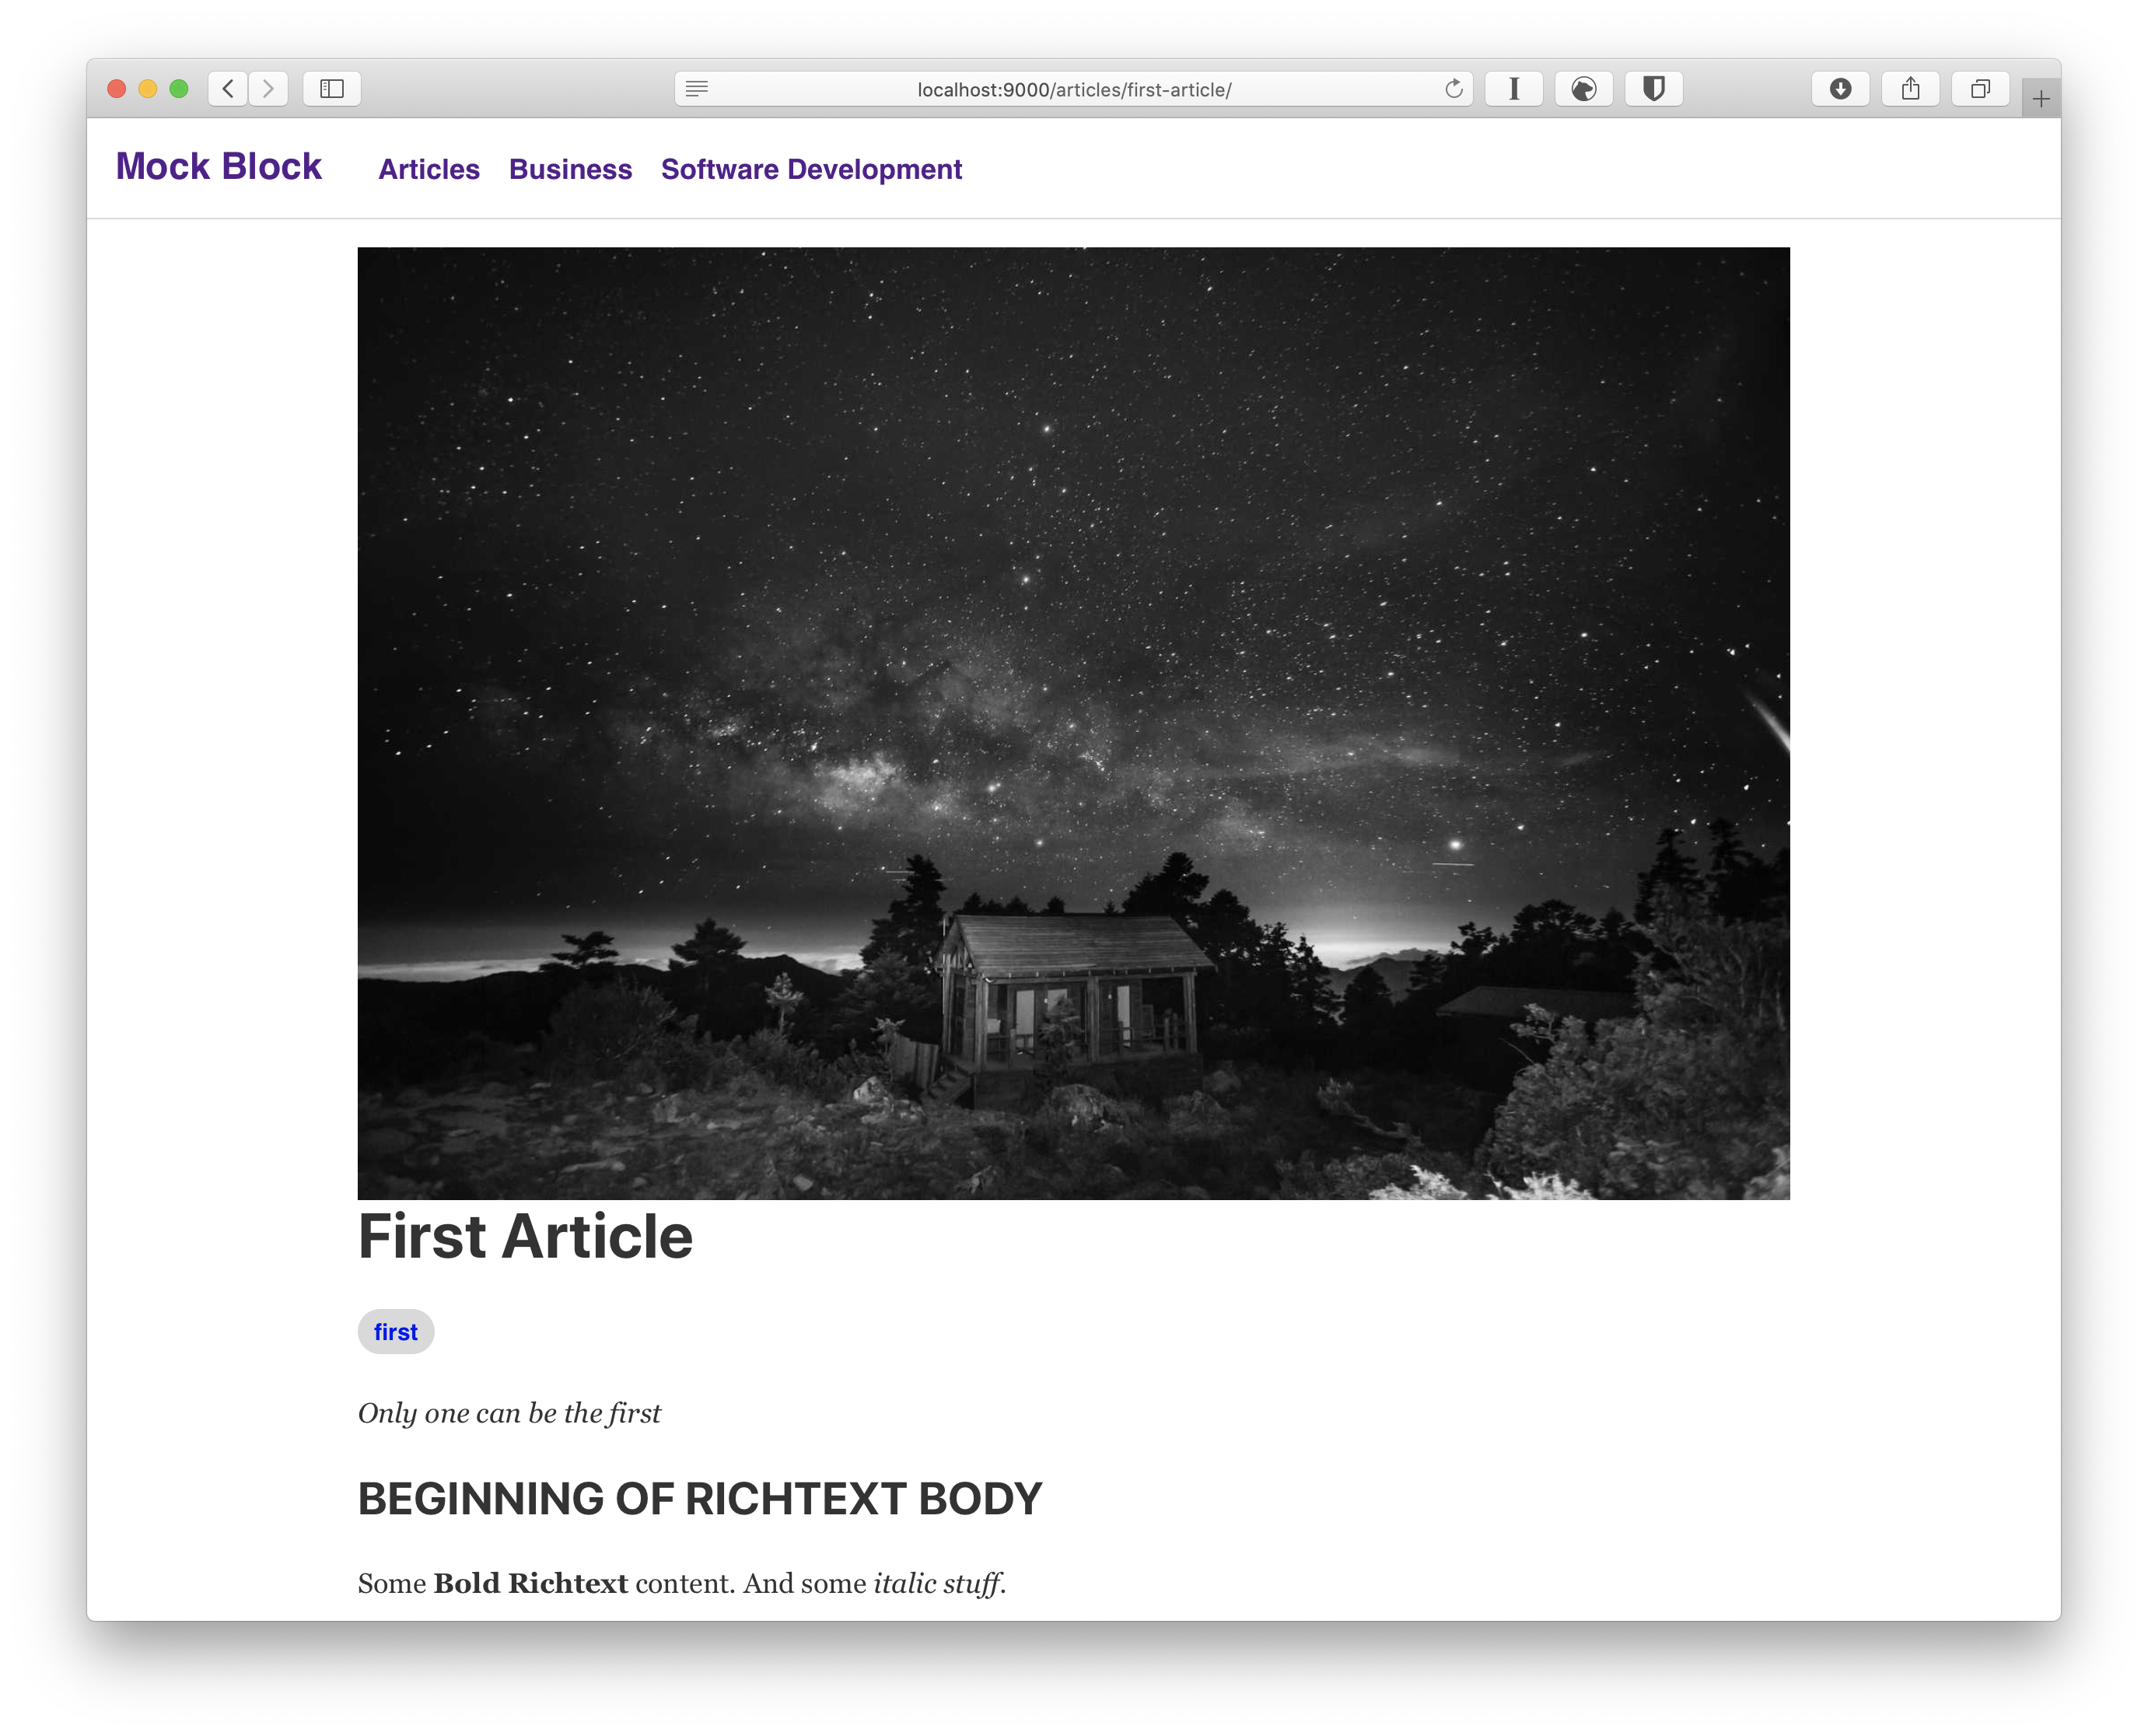 localhost:9000/articles/first-article/
Mock Block Articles Business Software Development
First Article
first
Only one can be the first
BEGINNING OF RICHTEXT BODY
Some Bold Richtext content. And some italic stuff.